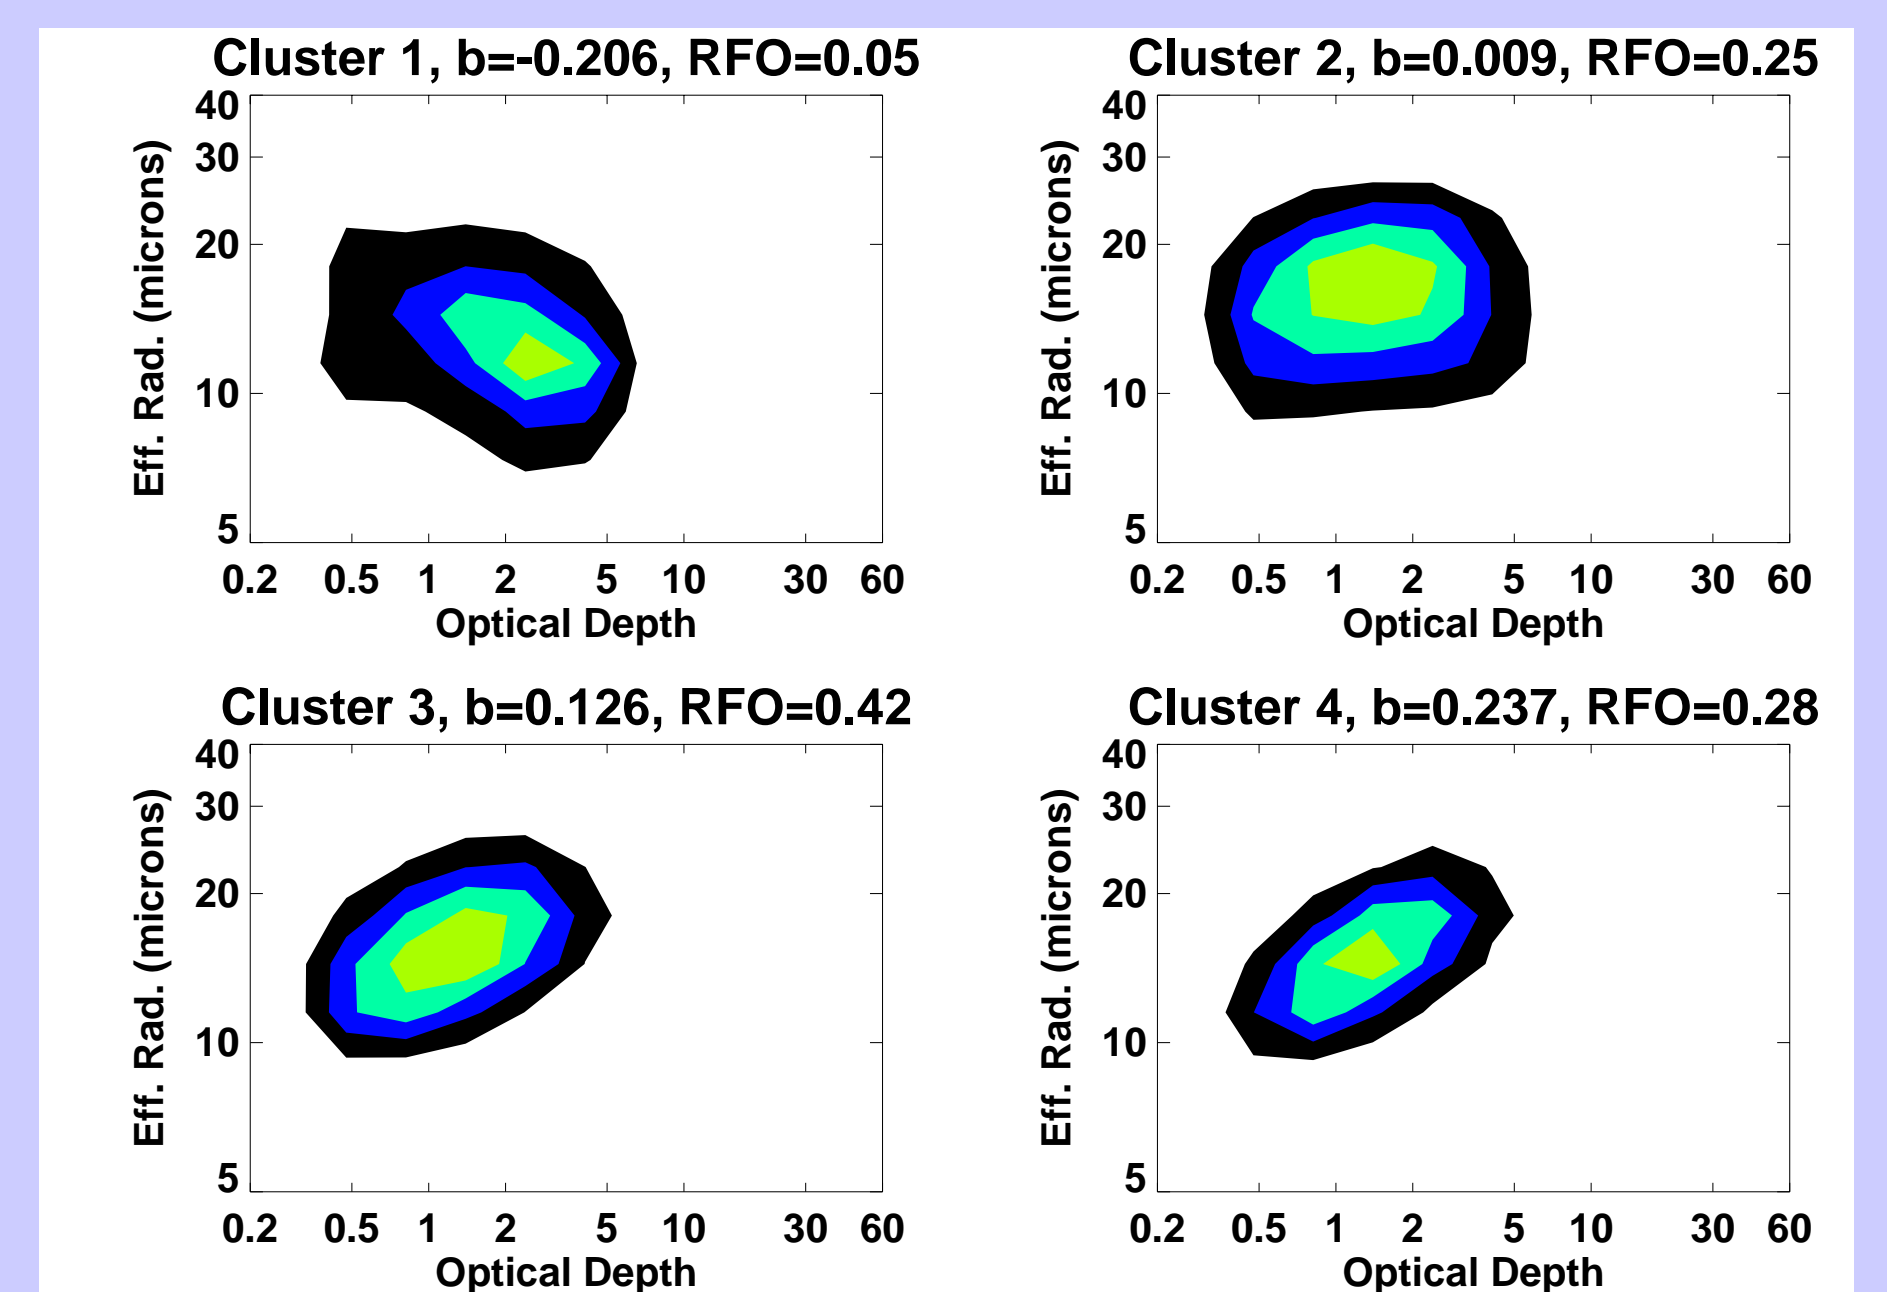 Cluster 1, b=-0.206, RFO=0.05
40
30
20
10
5
Eff. Rad. (microns)
0.2 0.5 1 2 5 10 30 60
Optical Depth
Cluster 2, b=0.009, RFO=0.25
40
30
20
10
5
Eff. Rad. (microns)
0.2 0.5 1 2 5 10 30 60
Optical Depth
Cluster 3, b=0.126, RFO=0.42
40
30
20
10
5
Eff. Rad. (microns)
0.2 0.5 1 2 5 10 30 60
Optical Depth
Cluster 4, b=0.237, RFO=0.28
40
30
20
10
5
Eff. Rad. (microns)
0.2 0.5 1 2 5 10 30 60
Optical Depth